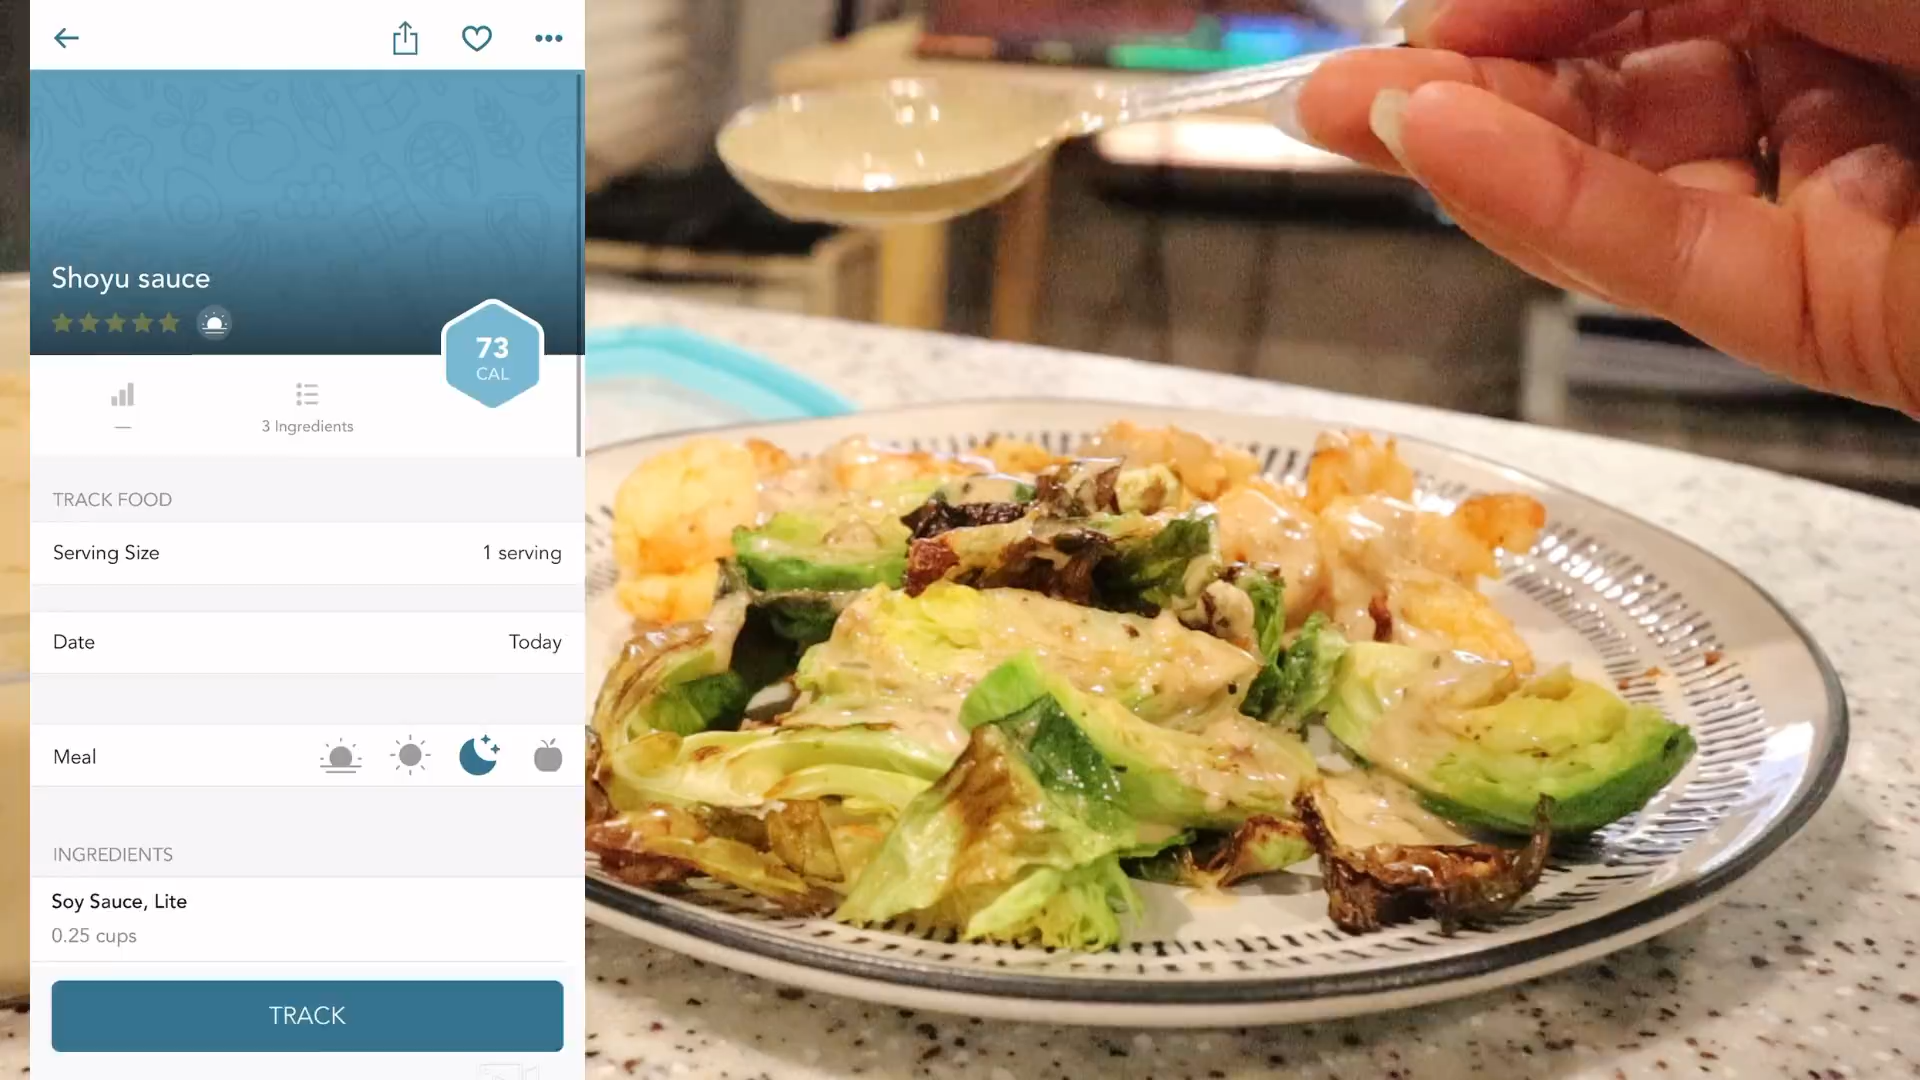 Shoyu sauce
73
CAL
—
3 Ingredients
TRACK FOOD
Serving Size 1 serving
Date Today
Meal
INGREDIENTS
Soy Sauce, Lite
0.25 cups
TRACK